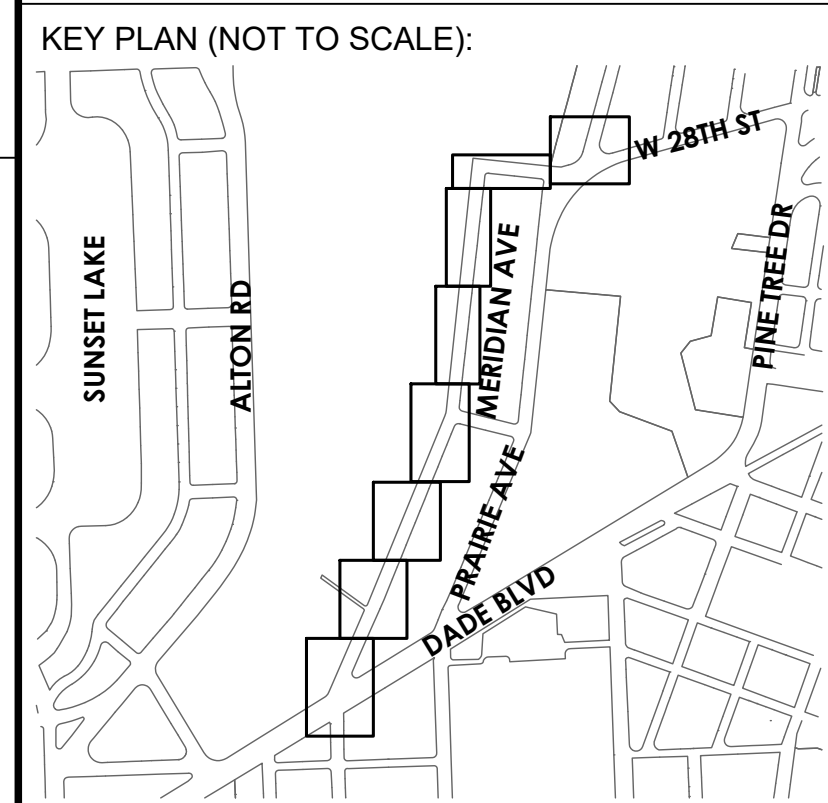 KEY PLAN (NOT TO SCALE):
W 28TH ST
SUNSET LAKE
ALTON RD
MERIDIAN AVE
PINE TREE DR
PRAIRIE AVE
DADE BLVD